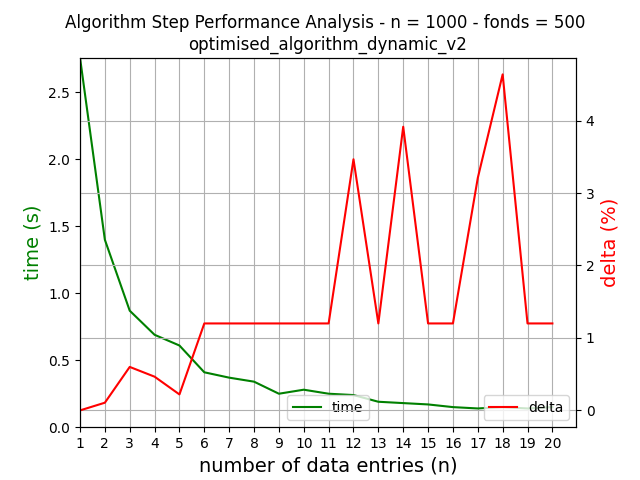 Algorithm Step Performance Analysis - n = 1000 - fonds = 500
optimised_algorithm_dynamic_v2
time (s)
2.5
2.0
1.5
1.0
0.5
0.0
1 2 3 4 5 6 7 8 9 10 11 12 13 14 15 16 17 18 19 20
number of data entries (n)
4
3
2
1
0
delta (%)
time
delta